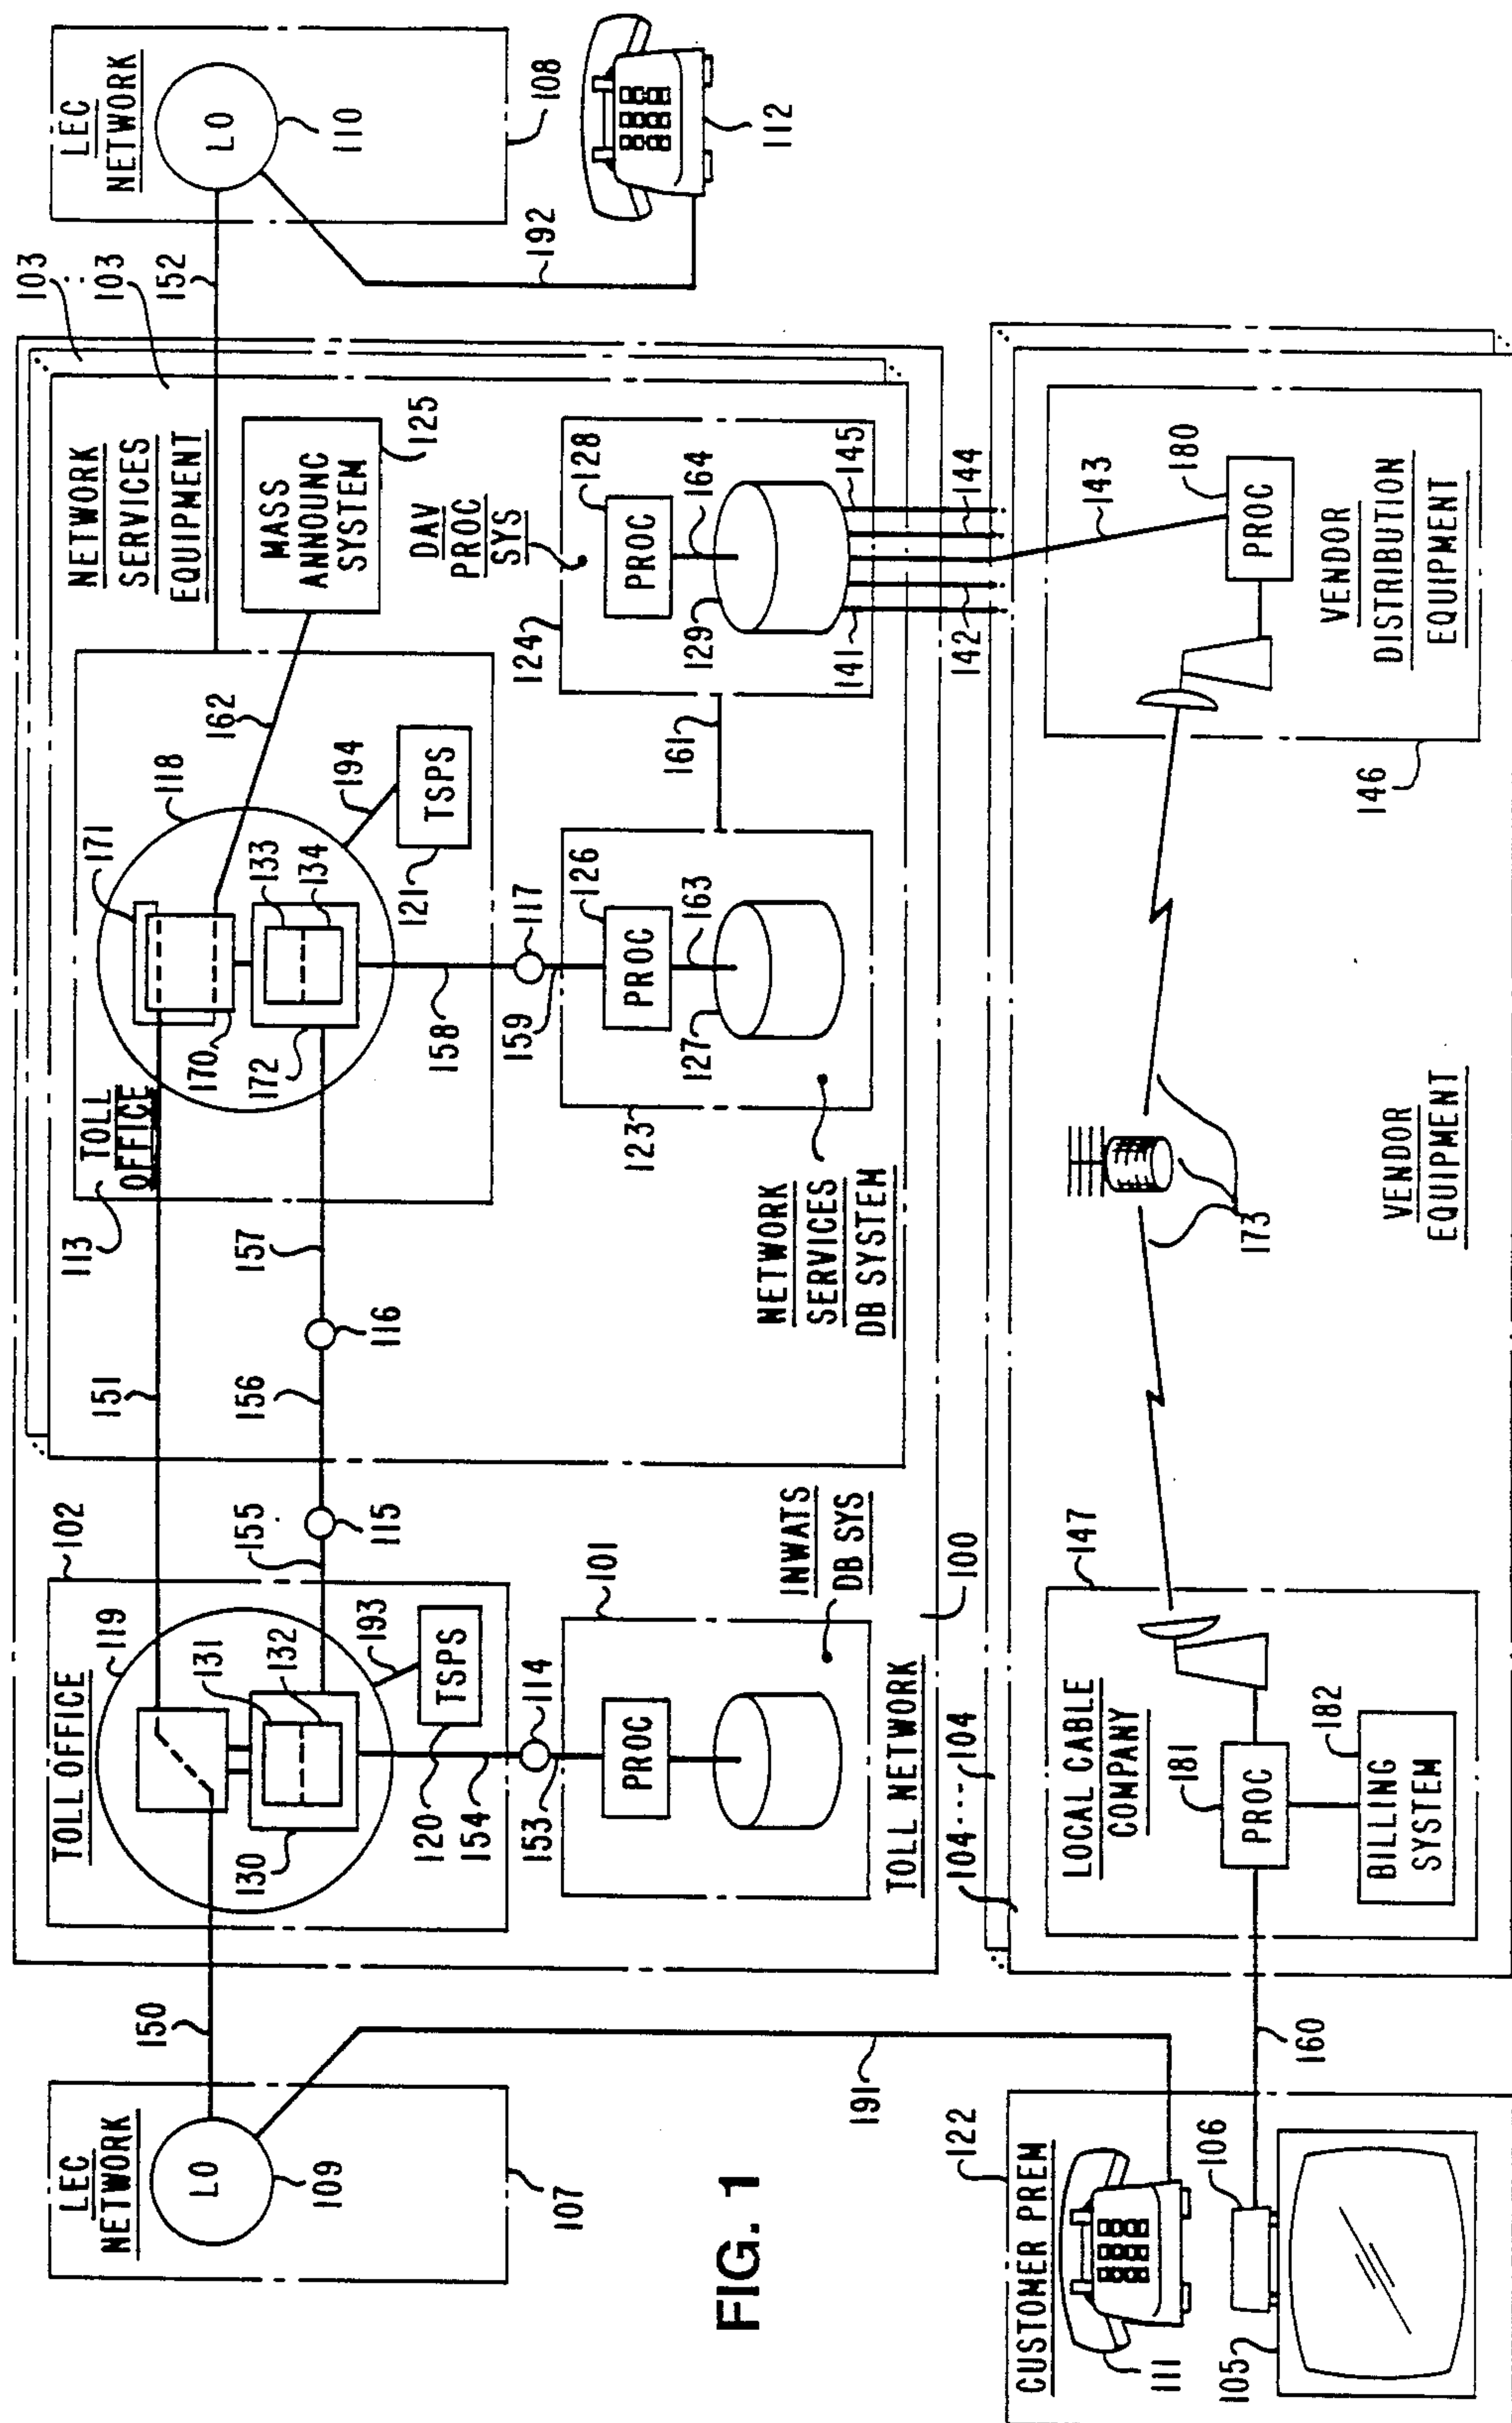 LEC
NETWORK
LO
109
107
150
191
CUSTOMER PREM
122
111
106
105
160
FIG. 1
TOLL OFFICE
102
119
131
132
130
193
TSPS
120
154
114
153
101
PROC
INWATS
DB SYS
TOLL NETWORK
100
155
115
151
156
116
157
113
TOLL
OFFICE
171
118
170
172
133
134
162
194
TSPS
121
158
117
159
123
PROC
126
163
127
NETWORK
SERVICES
DB SYSTEM
161
NETWORK
SERVICES
EQUIPMENT
103
103
MASS
ANNOUNC
SYSTEM
125
DAV
PROC
SYS
124
PROC
128
164
129
141
142
145
144
143
152
LEC
NETWORK
LO
110
108
192
112
104
104
147
LOCAL CABLE
COMPANY
181
PROC
182
BILLING
SYSTEM
173
VENDOR
EQUIPMENT
146
180
PROC
VENDOR
DISTRIBUTION
EQUIPMENT